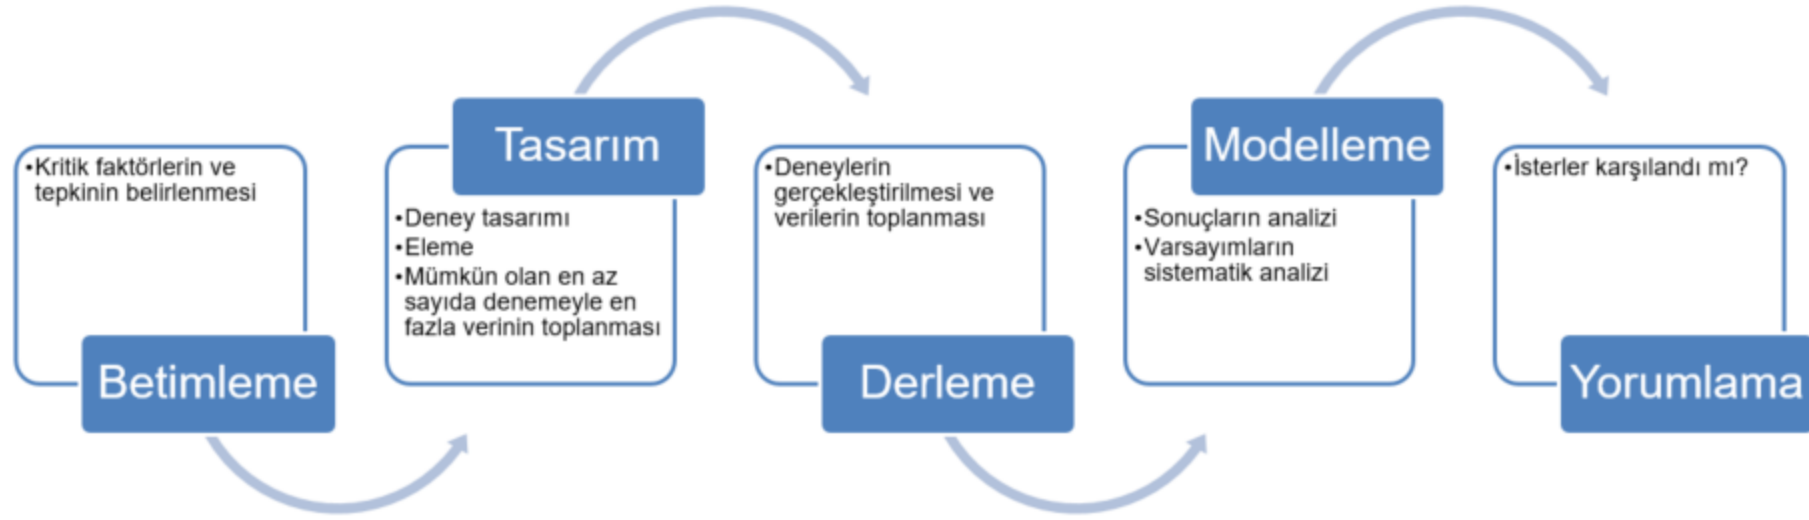 •Kritik faktörlerin ve
tepkinin belirlenmesi
Betimleme
Tasarım
•Deney tasarımı
•Eleme
•Mümkün olan en az
sayıda denemeyle en
fazla verinin toplanması
•Deneylerin
gerçekleştirilmesi ve
verilerin toplanması
Derleme
Modelleme
•Sonuçların analizi
•Varsayımların
sistematik analizi
•İsterler karşılandı mı?
Yorumlama